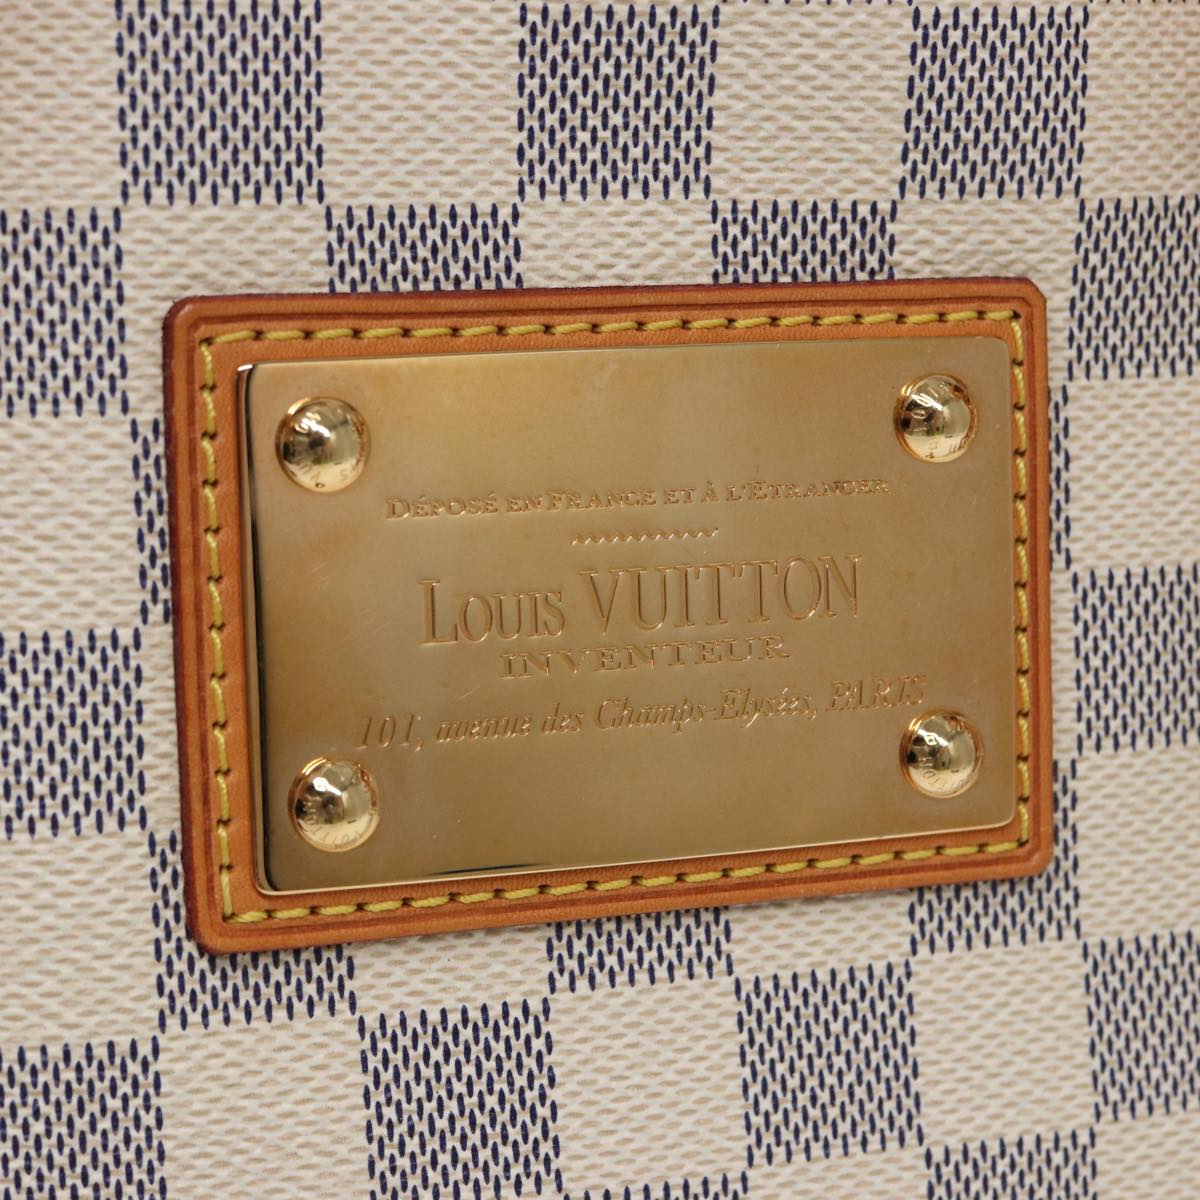 DÉPOSÉ EN FRANCE ET À L'ÉTRANGER
LOUIS VUITTON
INVENTEUR
101, avenue des Champs-Elysées, PARIS